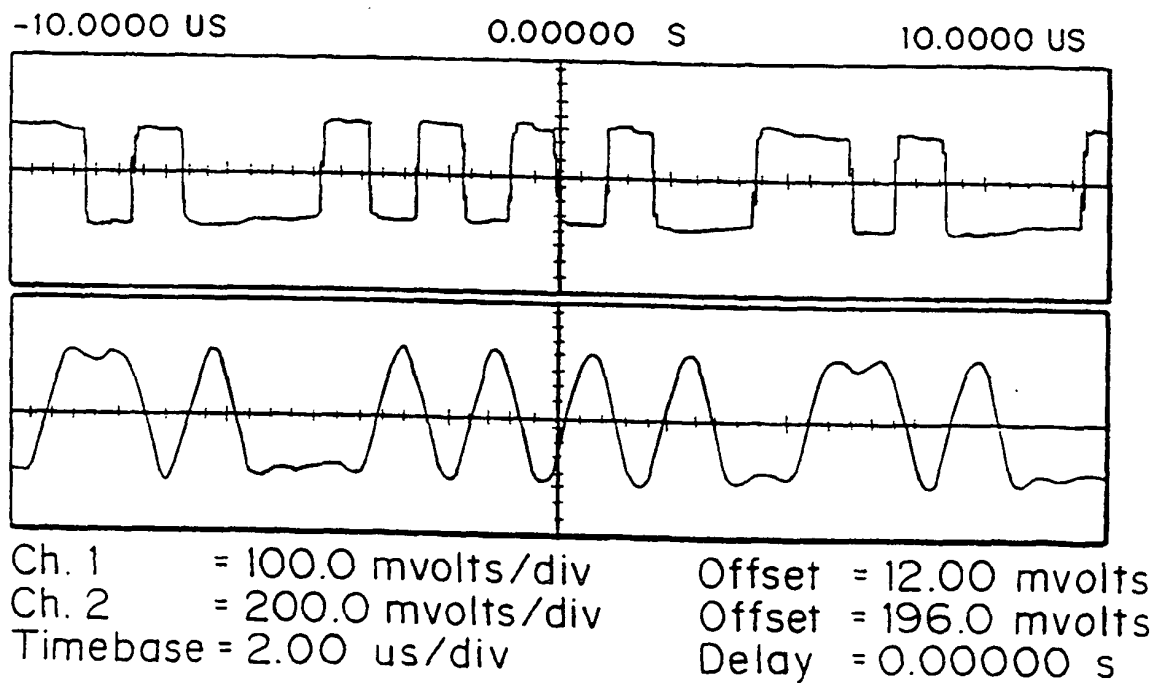 -10.0000 US 0.00000 S 10.0000 US
Ch. 1 = 100.0 mvolts/div Offset = 12.00 mvolts
Ch. 2 = 200.0 mvolts/div Offset = 196.0 mvolts
Timebase = 2.00 us/div Delay = 0.00000 s